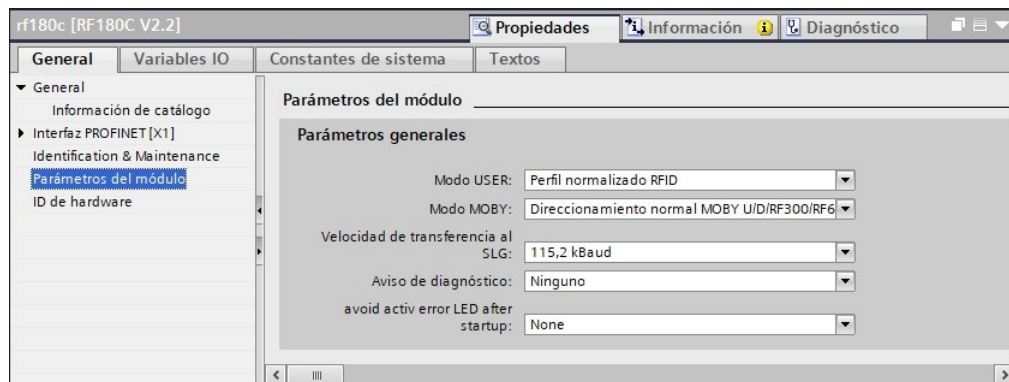 rf180c [RF180C V2.2]
Propiedades
Información
Diagnóstico
General
Variables IO
Constantes de sistema
Textos
General
Información de catálogo
Interfaz PROFINET [X1]
Identification & Maintenance
Parámetros del módulo
ID de hardware
Parámetros del módulo
Parámetros generales
Modo USER: Perfil normalizado RFID
Modo MOBY: Direccionamiento normal MOBY U/D/RF300/RF6
Velocidad de transferencia al
SLG: 115,2 kBaud
Aviso de diagnóstico: Ninguno
avoid activ error LED after
startup: None